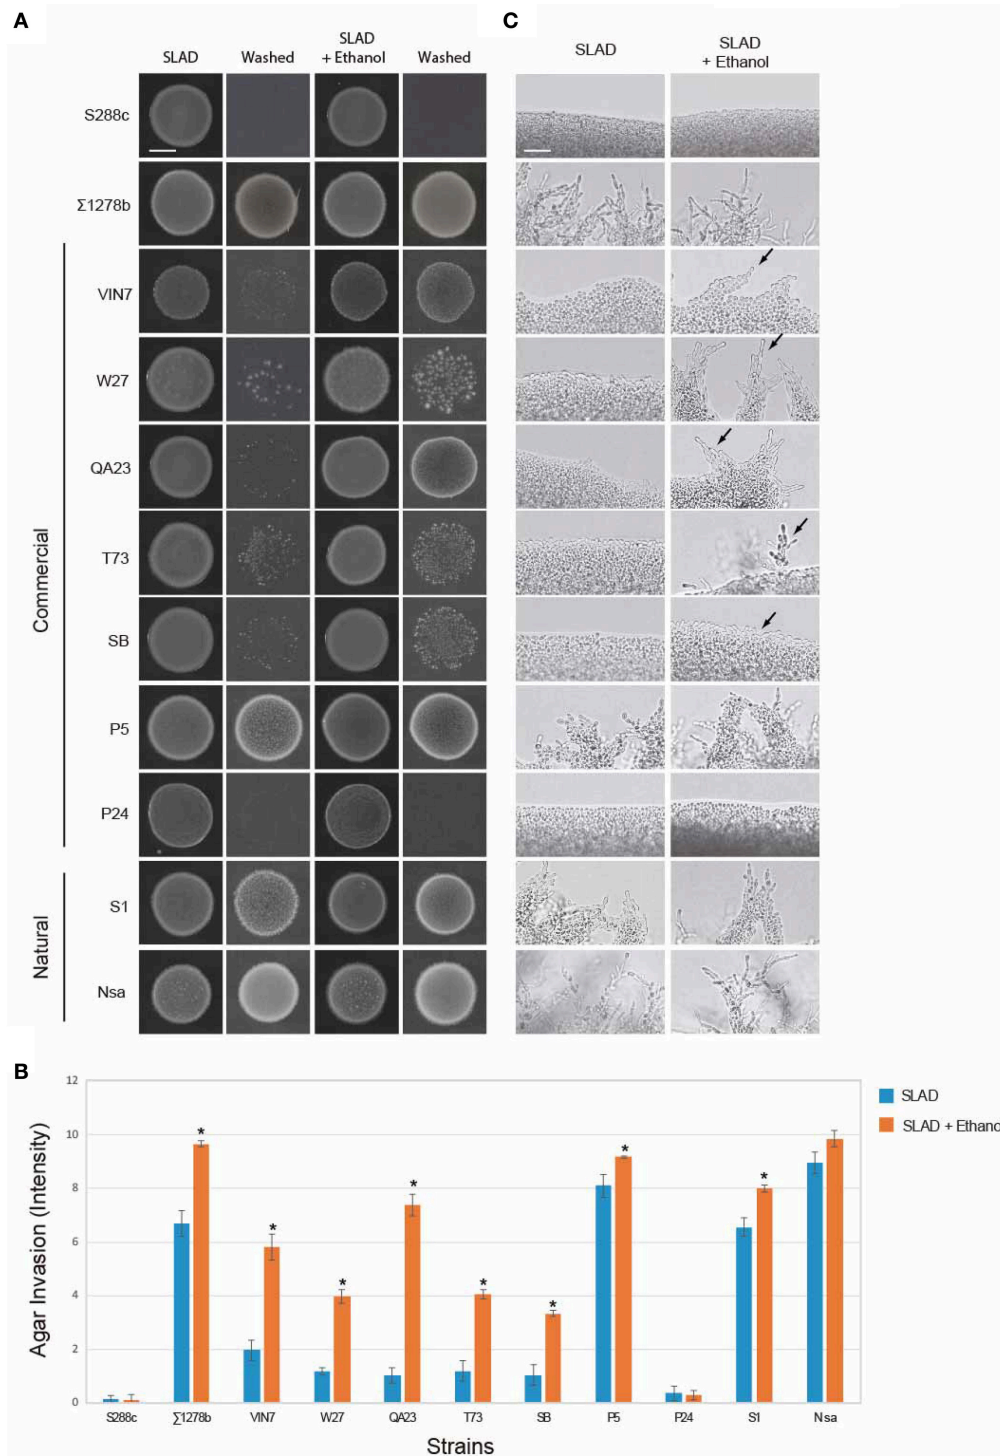 A
C
SLAD
Washed
SLAD
+ Ethanol
Washed
SLAD
SLAD
+ Ethanol
S288c
Σ1278b
VIN7
W27
QA23
T73
SB
P5
P24
S1
Nsa
Commercial
Natural
B
12
10
8
6
4
2
0
Agar Invasion (Intensity)
* * * * * * * *
SLAD
SLAD + Ethano
S288c Σ1278b VIN7 W27 QA23 T73 SB P5 P24 S1 Nsa
Strains